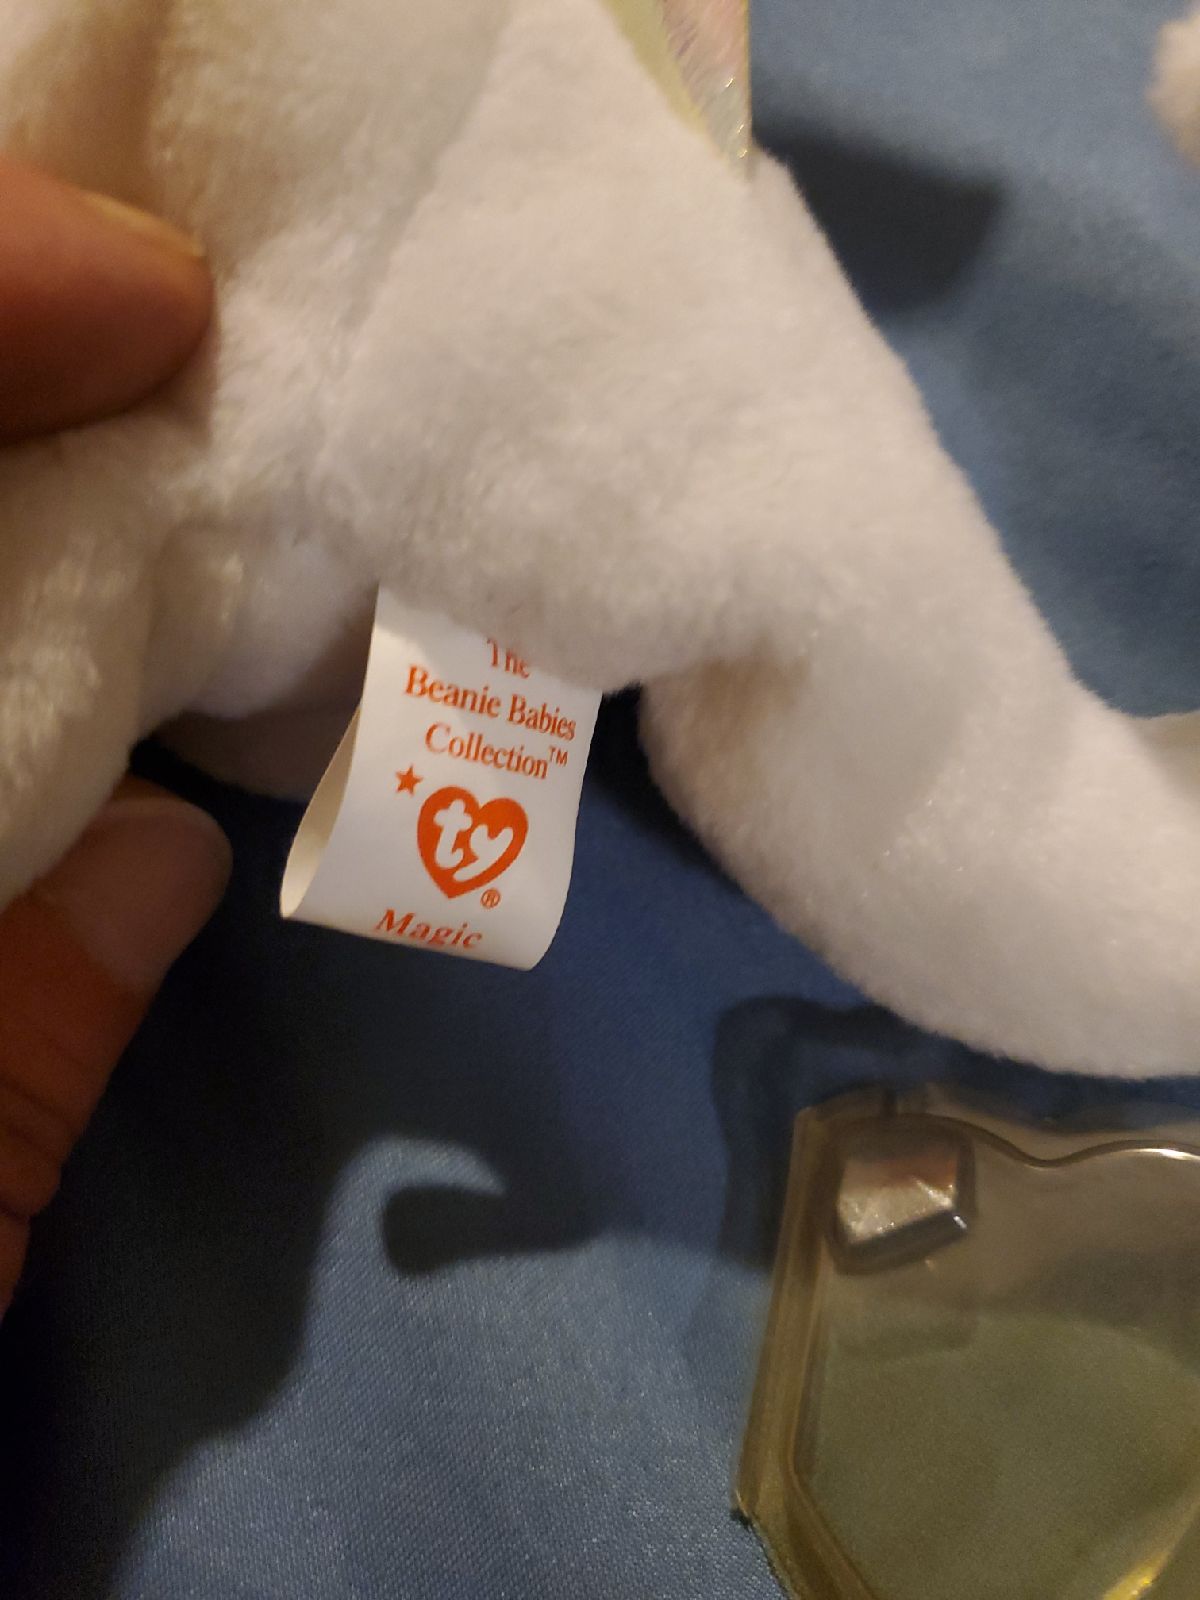 The
Beanie Babies
Collection™
ty®
Magic